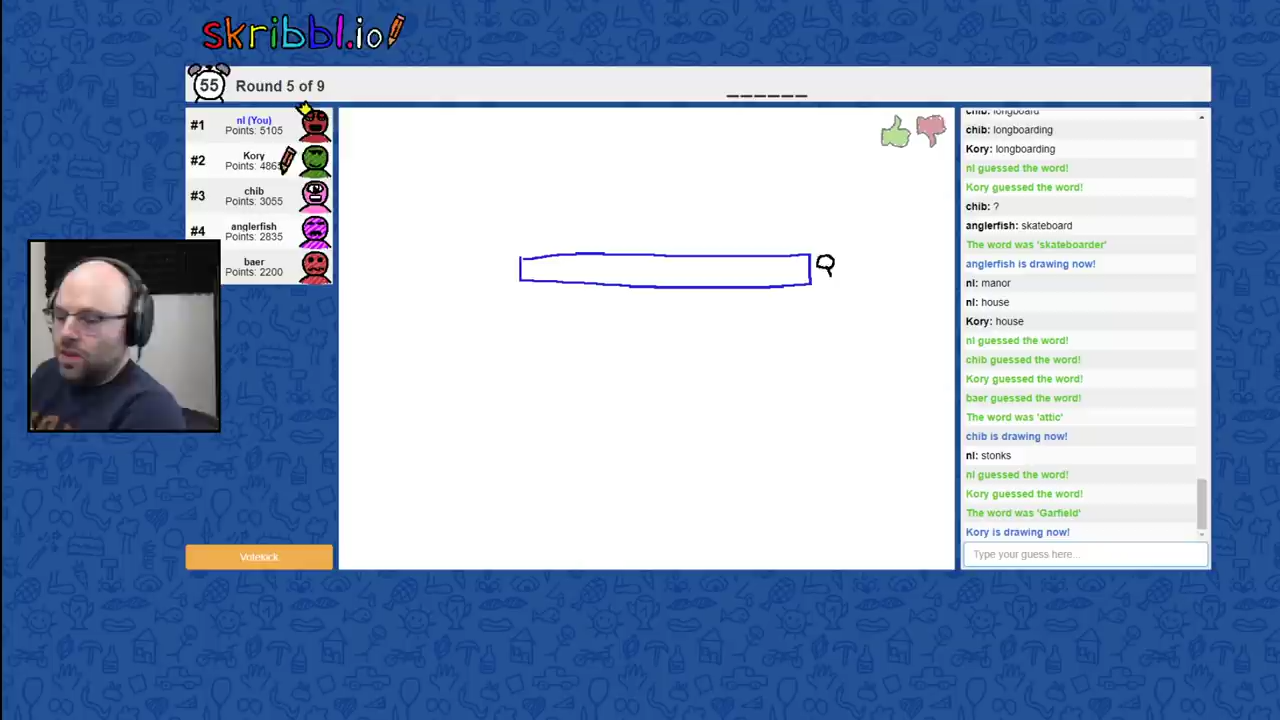 skribbl.io
55
Round 5 of 9
______
#1
nl (You)
Points: 5105
#2
Kory
Points: 4863
#3
chib
Points: 3055
#4
anglerfish
Points: 2835
baer
Points: 2200
Votekick
chib: longboard
chib: longboarding
Kory: longboarding
nl guessed the word!
Kory guessed the word!
chib: ?
anglerfish: skateboard
The word was 'skateboarder'
anglerfish is drawing now!
nl: manor
nl: house
Kory: house
nl guessed the word!
chib guessed the word!
Kory guessed the word!
baer guessed the word!
The word was 'attic'
chib is drawing now!
nl: stonks
nl guessed the word!
Kory guessed the word!
The word was 'Garfield'
Kory is drawing now!
Type your guess here...